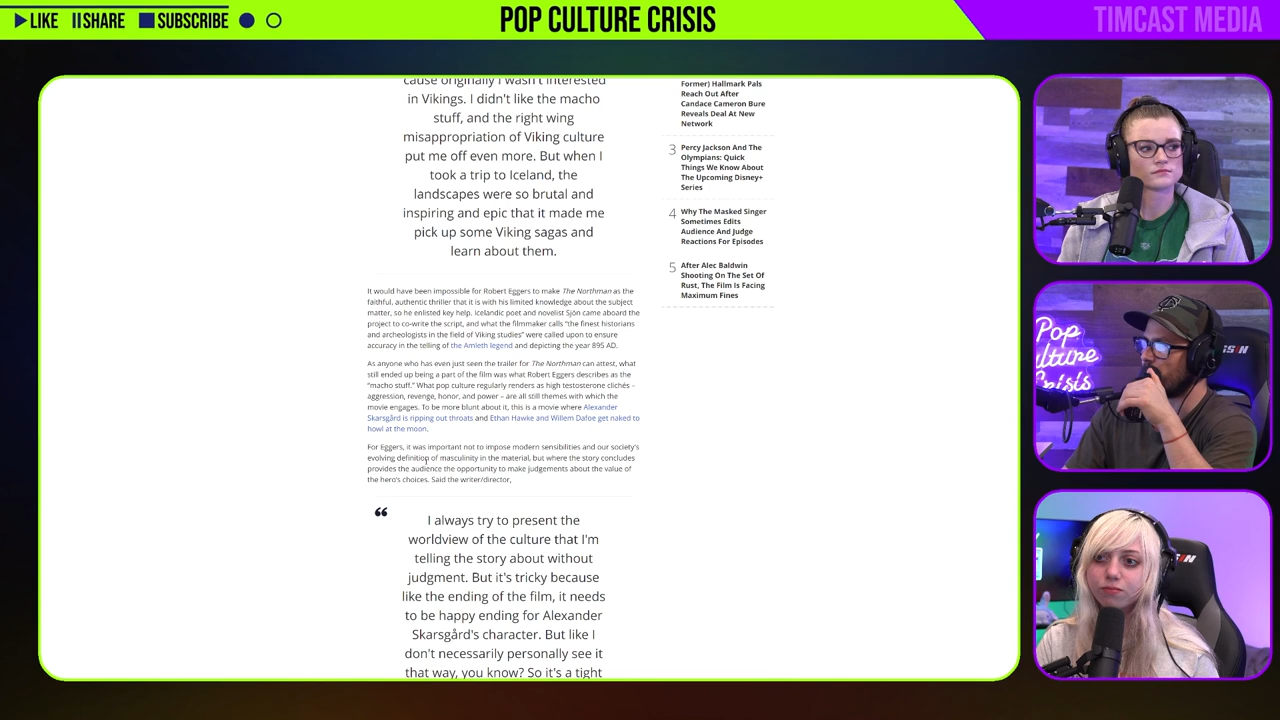 LIKE SHARE SUBSCRIBE
POP CULTURE CRISIS
TIMCAST MEDIA
cause originally I wasn't interested
in Vikings. I didn't like the macho
stuff, and the right wing
misappropriation of Viking culture
put me off even more. But when I
took a trip to Iceland, the
landscapes were so brutal and
inspiring and epic that it made me
pick up some Viking sagas and
learn about them.
It would have been impossible for Robert Eggers to make The Northman as the
faithful, authentic thriller that it is with his limited knowledge about the subject
matter, so he enlisted key help. Icelandic poet and novelist Sjón came aboard the
project to co-write the script, and what the filmmaker calls "the finest historians
and archeologists in the field of Viking studies" were called upon to ensure
accuracy in the telling of the Amleth legend and depicting the year 895 AD.
As anyone who has even just seen the trailer for The Northman can attest, what
still ended up being a part of the film was what Robert Eggers describes as the
"macho stuff." What pop culture regularly renders as high testosterone clichés –
aggression, revenge, honor, and power – are all still themes with which the
movie engages. To be more blunt about it, this is a movie where Alexander
Skarsgård is ripping out throats and Ethan Hawke and Willem Dafoe get naked to
howl at the moon.
For Eggers, it was important not to impose modern sensibilities and our society's
evolving definition of masculinity in the material, but where the story concludes
provides the audience the opportunity to make judgements about the value of
the hero's choices. Said the writer/director,
“
I always try to present the
worldview of the culture that I'm
telling the story about without
judgment. But it's tricky because
like the ending of the film, it needs
to be happy ending for Alexander
Skarsgård's character. But like I
don't necessarily personally see it
that way, you know? So it's a tight
Former) Hallmark Pals
Reach Out After
Candace Cameron Bure
Reveals Deal At New
Network
3 Percy Jackson And The
Olympians: Quick
Things We Know About
The Upcoming Disney+
Series
4 Why The Masked Singer
Sometimes Edits
Audience And Judge
Reactions For Episodes
5 After Alec Baldwin
Shooting On The Set Of
Rust, The Film Is Facing
Maximum Fines
Pop
ulture
Crisis